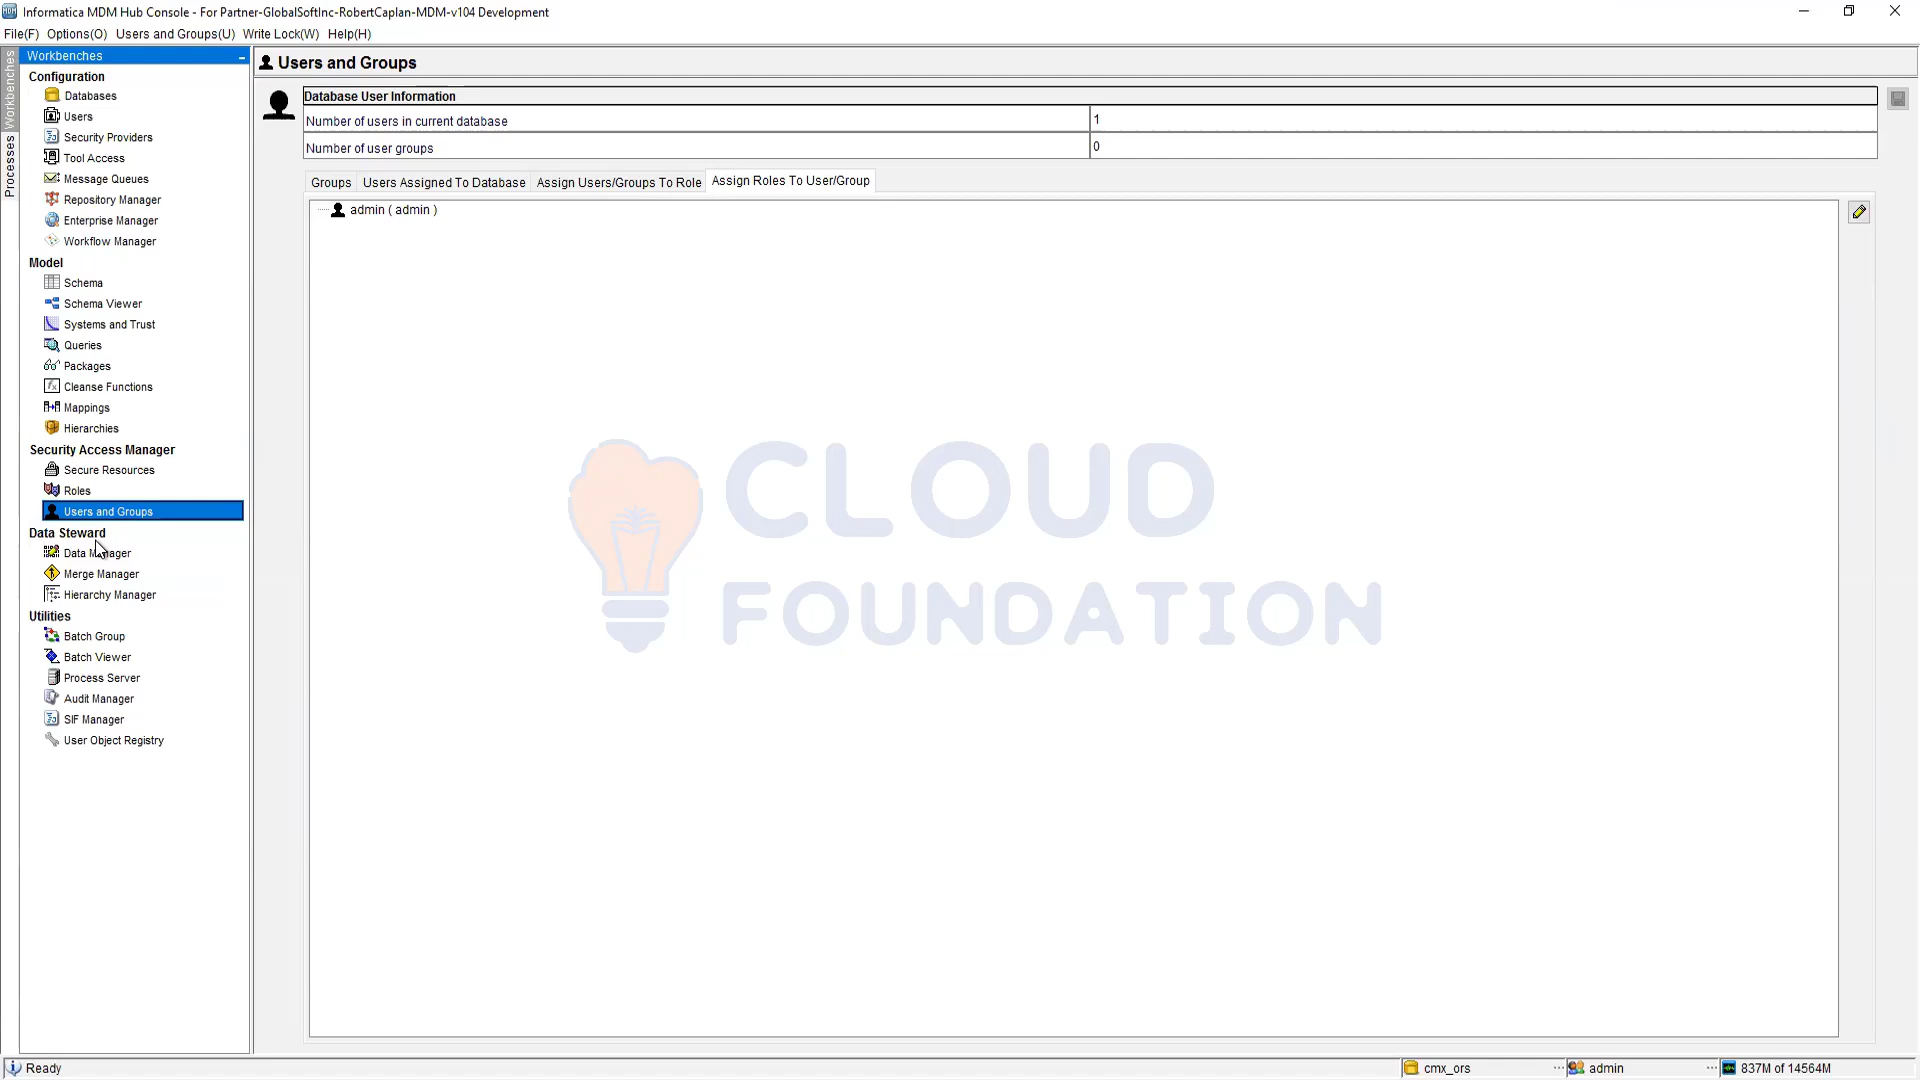 Informatica MDM Hub Console - For Partner-GlobalSoftInc-RobertCaplan-MDM-v104 Development
File(F) Options(O) Users and Groups(U) Write Lock(W) Help(H)
Workbenches
Processes
Workbenches
Configuration
Databases
Users
Security Providers
Tool Access
Message Queues
Repository Manager
Enterprise Manager
Workflow Manager
Model
Schema
Schema Viewer
Systems and Trust
Queries
Packages
Cleanse Functions
Mappings
Hierarchies
Security Access Manager
Secure Resources
Roles
Users and Groups
Data Steward
Data Manager
Merge Manager
Hierarchy Manager
Utilities
Batch Group
Batch Viewer
Process Server
Audit Manager
SIF Manager
User Object Registry
Users and Groups
Database User Information
Number of users in current database 1
Number of user groups 0
Groups Users Assigned To Database Assign Users/Groups To Role Assign Roles To User/Group
admin ( admin )
CLOUD
FOUNDATION
Ready cmx_ors ... admin ... 837M of 14564M